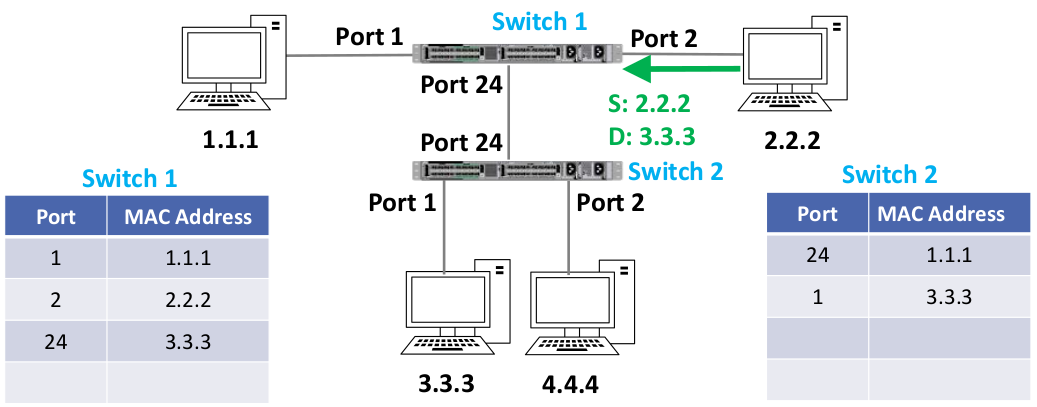 Switch 1
Port 1
Port 2
Port 24
S: 2.2.2
D: 3.3.3
1.1.1
2.2.2
Port 24
Switch 2
Switch 1
Port MAC Address
1 1.1.1
2 2.2.2
24 3.3.3
Port 1
Port 2
3.3.3
4.4.4
Switch 2
Port MAC Address
24 1.1.1
1 3.3.3